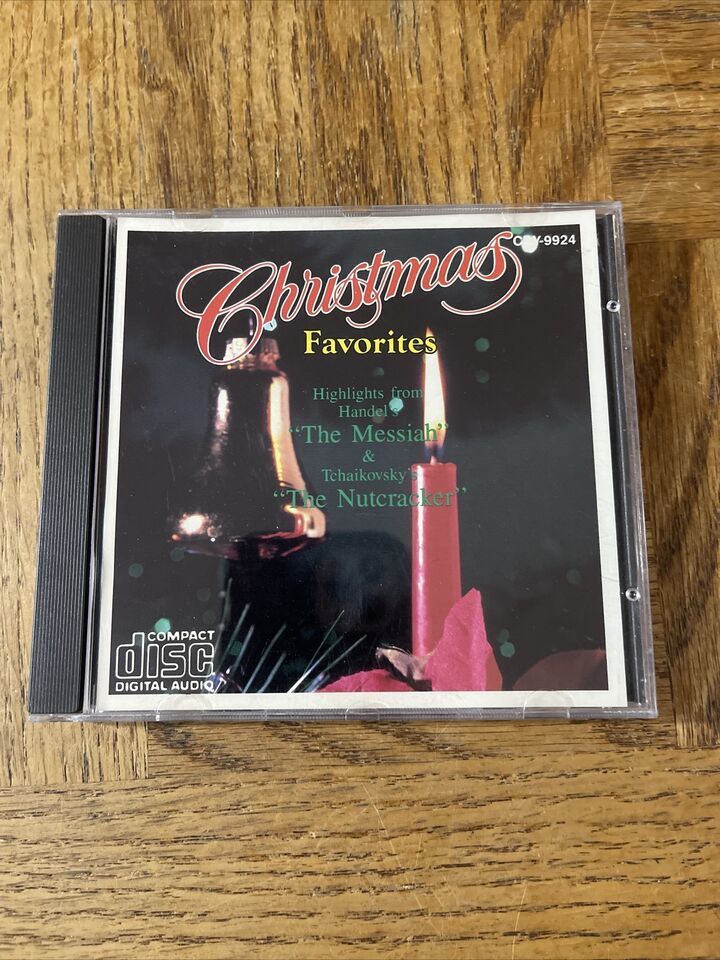 Christmas
Favorites
Highlights from
Handel's
"The Messiah"
&
Tchaikovsky's
"The Nutcracker"
COMPACT
disc
DIGITAL AUDIO